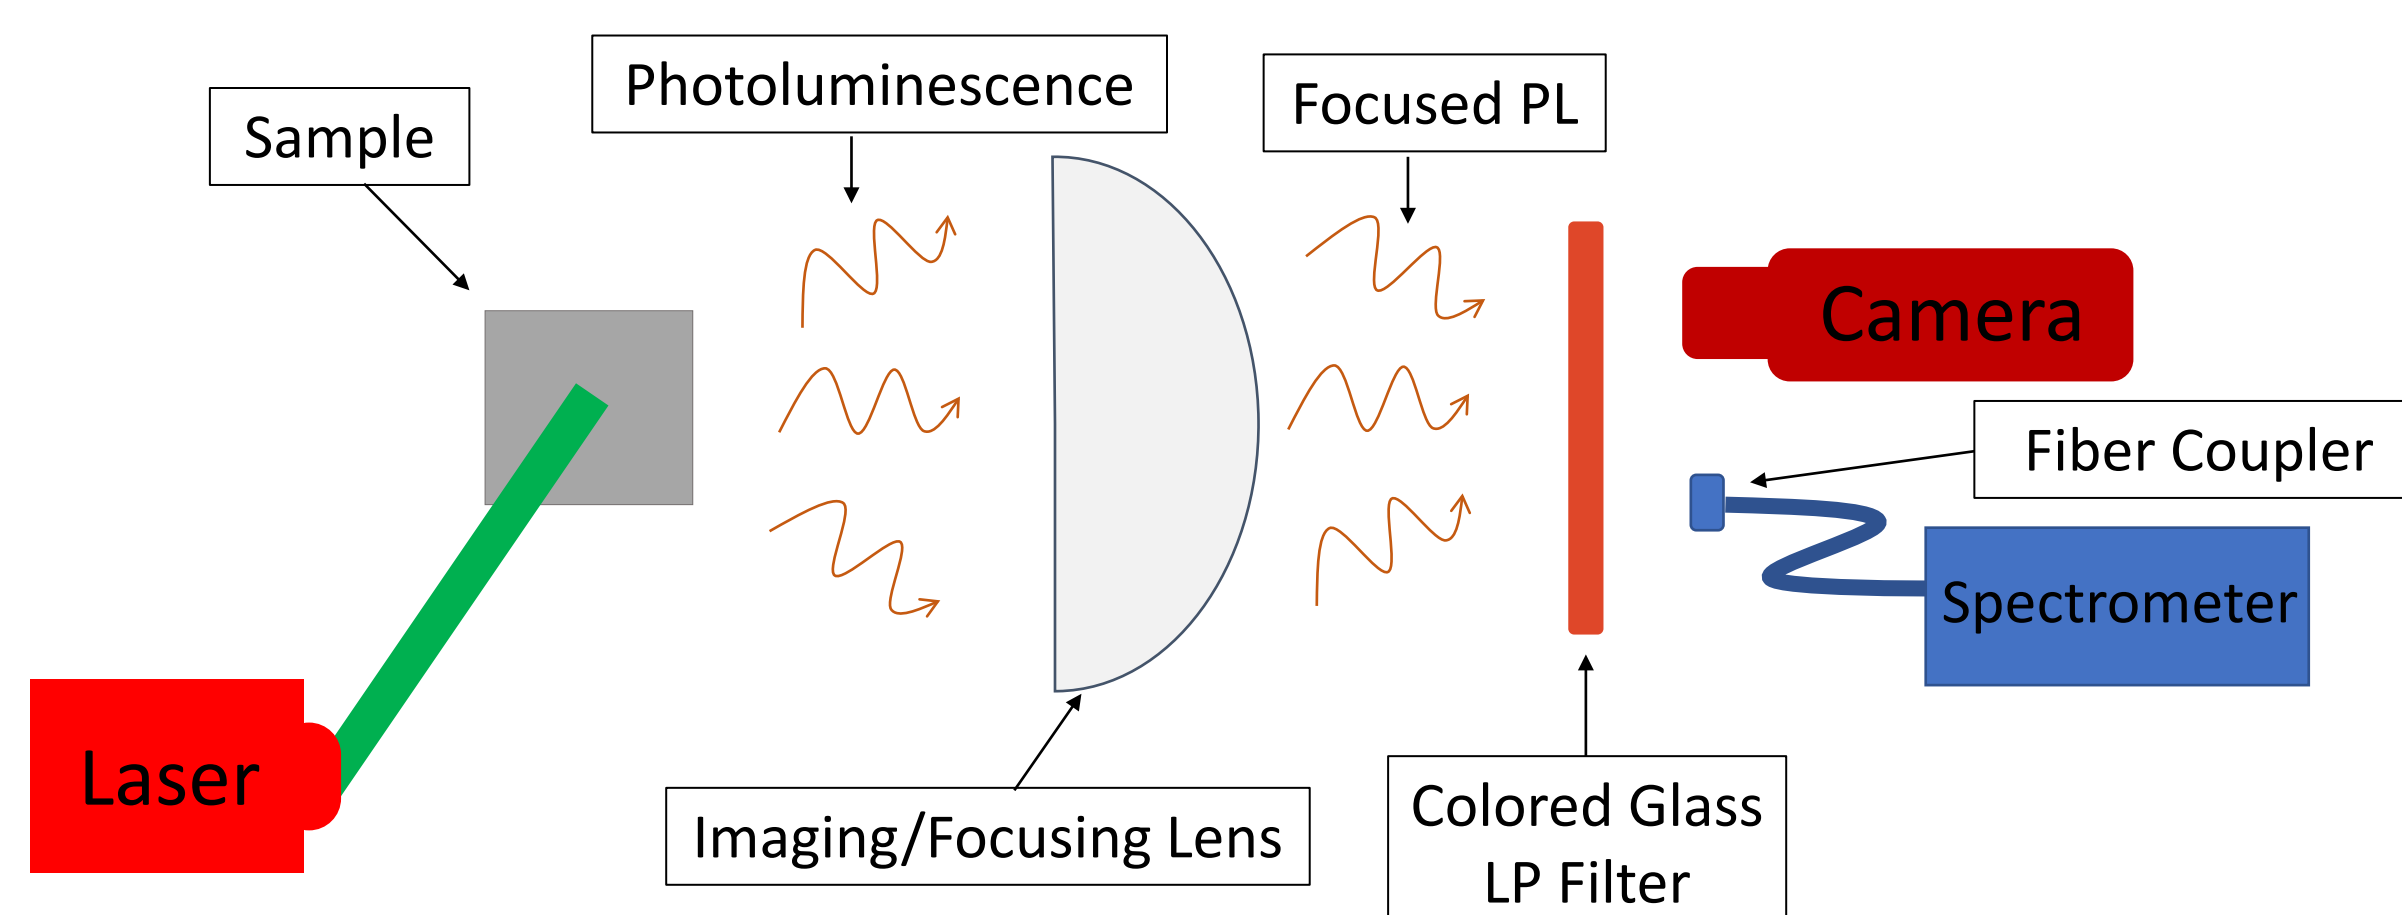 Photoluminescence
Focused PL
Sample
Camera
Fiber Coupler
Spectrometer
Laser
Imaging/Focusing Lens
Colored Glass
LP Filter